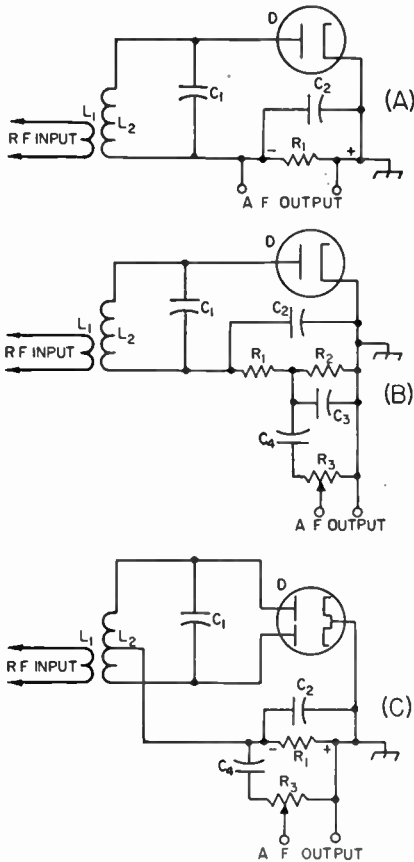 D
(A)
L1
RF INPUT
L2
C1
C2
- R1 +
A F OUTPUT
D
(B)
L1
RF INPUT
L2
C1
C2
R1
R2
C3
C4
R3
A F OUTPUT
D
(C)
L1
RF INPUT
L2
C1
C2
- R1 +
C4
R3
A F OUTPUT